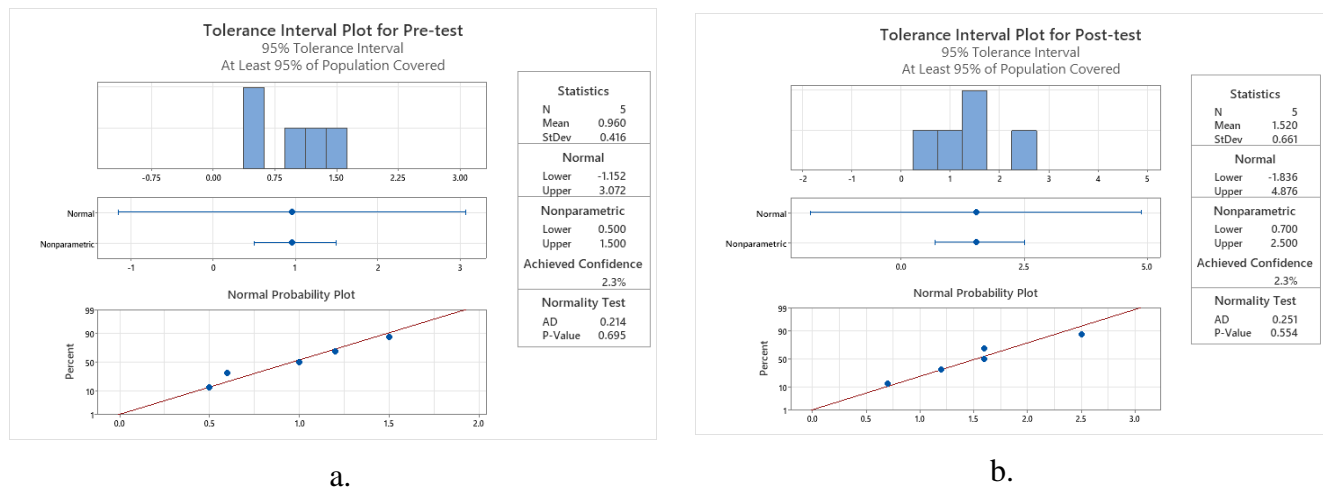 Tolerance Interval Plot for Pre-test
95% Tolerance Interval
At Least 95% of Population Covered
-0.75 0.00 0.75 1.50 2.25 3.00
Normal
Nonparametric
-1 0 1 2 3
Normal Probability Plot
Percent
99
90
50
10
1
0.0 0.5 1.0 1.5 2.0
Statistics
N 5
Mean 0.960
StDev 0.416
Normal
Lower -1.152
Upper 3.072
Nonparametric
Lower 0.500
Upper 1.500
Achieved Confidence
2.3%
Normality Test
AD 0.214
P-Value 0.695
a.
Tolerance Interval Plot for Post-test
95% Tolerance Interval
At Least 95% of Population Covered
-2 -1 0 1 2 3 4 5
Normal
Nonparametric
0.0 2.5 5.0
Normal Probability Plot
Percent
99
90
50
10
1
0.0 0.5 1.0 1.5 2.0 2.5 3.0
Statistics
N 5
Mean 1.520
StDev 0.661
Normal
Lower -1.836
Upper 4.876
Nonparametric
Lower 0.700
Upper 2.500
Achieved Confidence
2.3%
Normality Test
AD 0.251
P-Value 0.554
b.